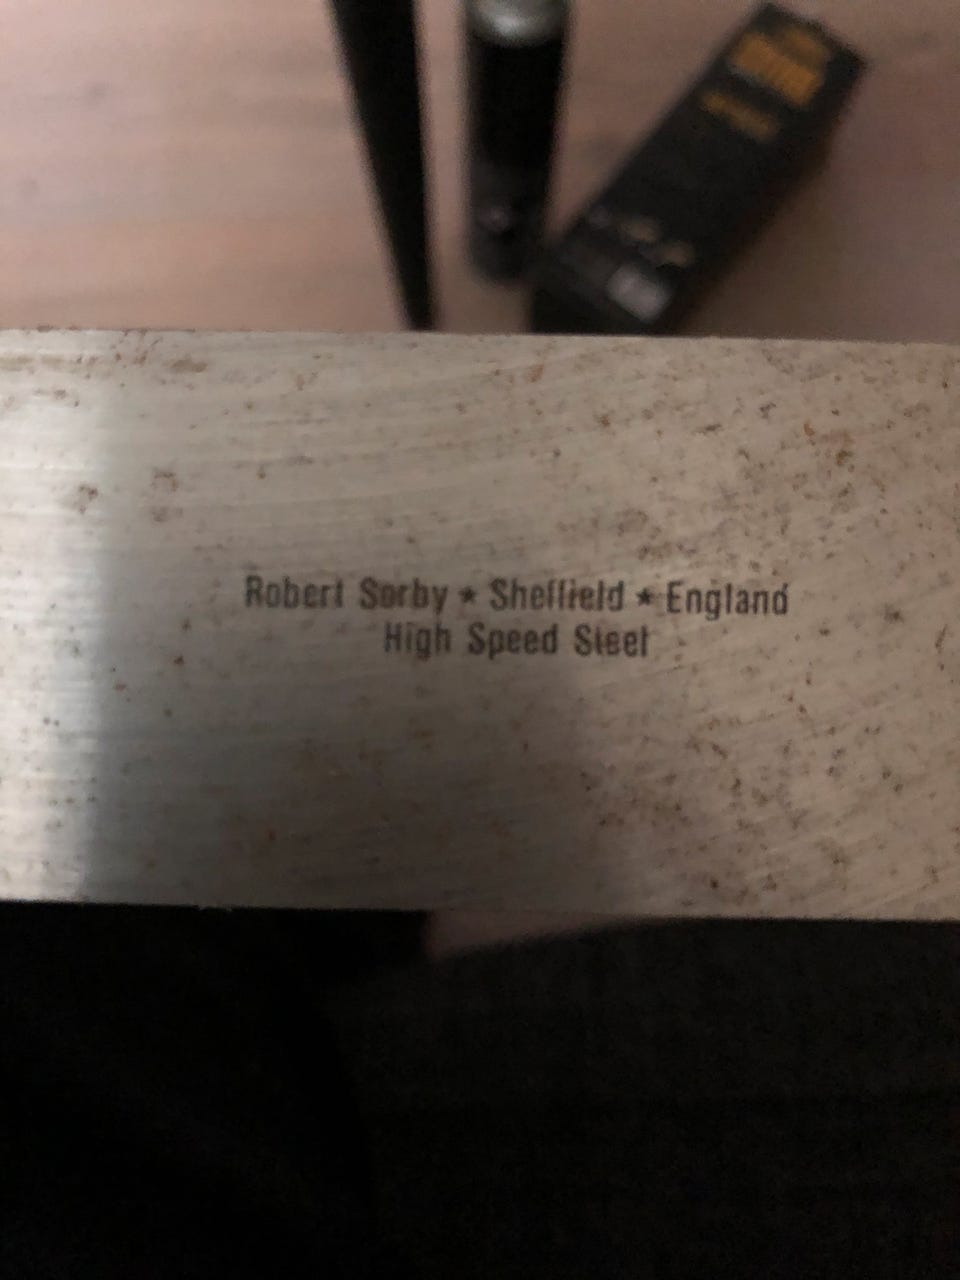 Robert Sorby ★ Sheffield ★ England
High Speed Steel